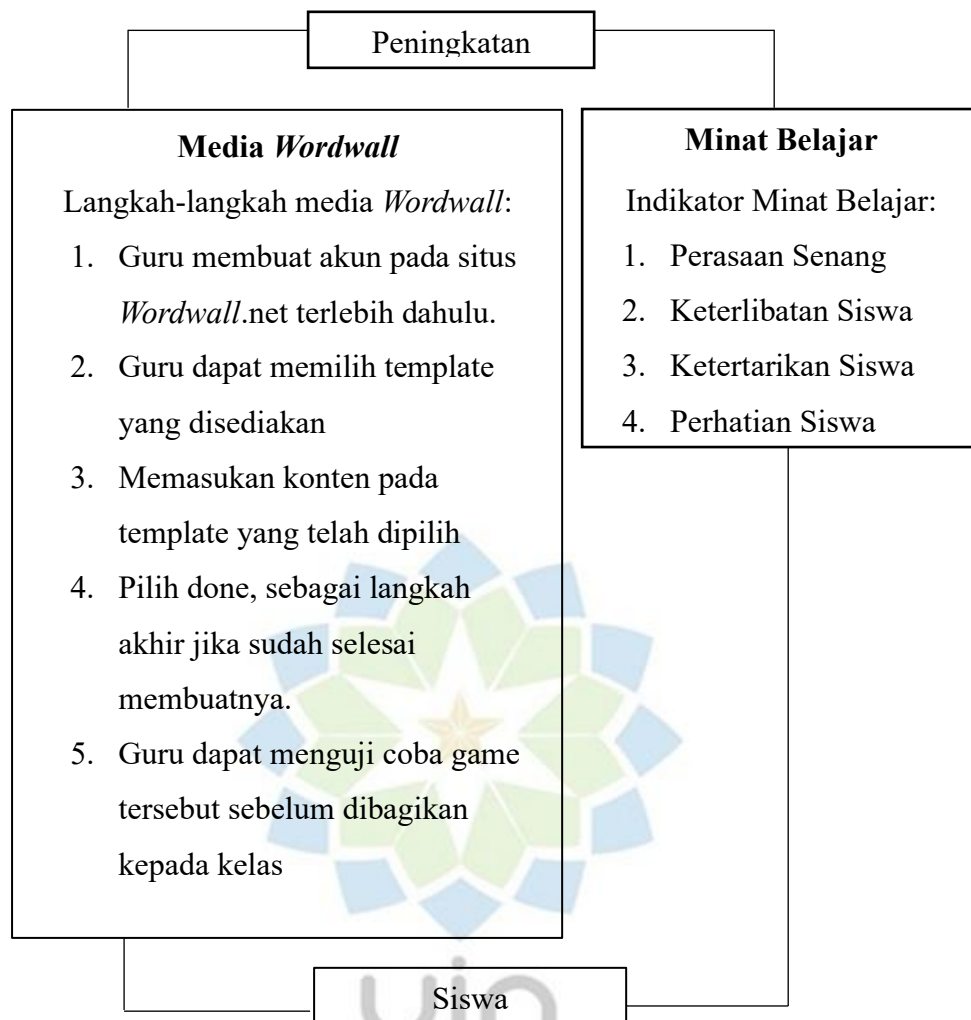 Peningkatan
Media Wordwall
Langkah-langkah media Wordwall:
1. Guru membuat akun pada situs
Wordwall.net terlebih dahulu.
2. Guru dapat memilih template
yang disediakan
3. Memasukan konten pada
template yang telah dipilih
4. Pilih done, sebagai langkah
akhir jika sudah selesai
membuatnya.
5. Guru dapat menguji coba game
tersebut sebelum dibagikan
kepada kelas
Minat Belajar
Indikator Minat Belajar:
1. Perasaan Senang
2. Keterlibatan Siswa
3. Ketertarikan Siswa
4. Perhatian Siswa
Siswa
uin